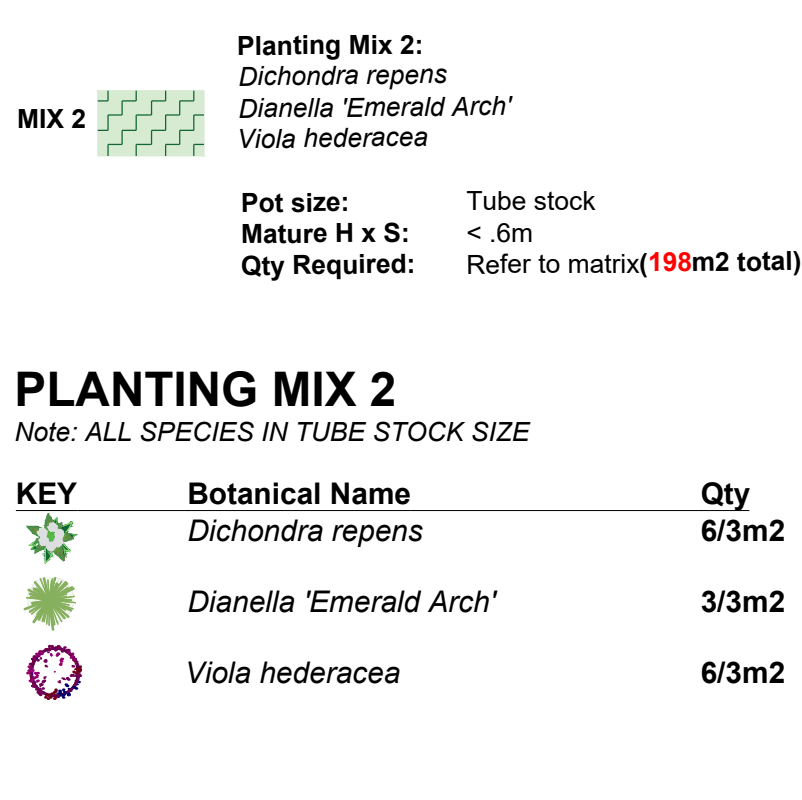 Planting Mix 2:
Dichondra repens
MIX 2 Dianella 'Emerald Arch'
Viola hederacea
Pot size: Tube stock
Mature H x S: < .6m
Qty Required: Refer to matrix(198m2 total)
PLANTING MIX 2
Note: ALL SPECIES IN TUBE STOCK SIZE
KEY Botanical Name Qty
Dichondra repens 6/3m2
Dianella 'Emerald Arch' 3/3m2
Viola hederacea 6/3m2